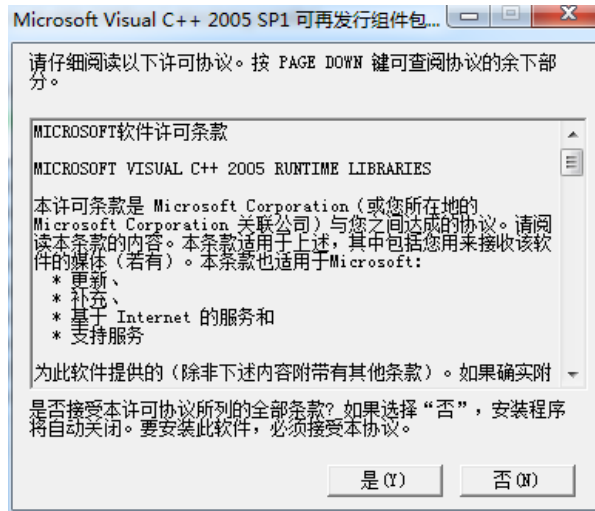 Microsoft Visual C++ 2005 SP1 可再发行组件包...
请仔细阅读以下许可协议。按 PAGE DOWN 键可查阅协议的余下部
分。
MICROSOFT软件许可条款
MICROSOFT VISUAL C++ 2005 RUNTIME LIBRARIES
本许可条款是 Microsoft Corporation（或您所在地的
Microsoft Corporation 关联公司）与您之间达成的协议。请阅
读本条款的内容。本条款适用于上述，其中包括您用来接收该软
件的媒体（若有）。本条款也适用于Microsoft:
* 更新、
* 补充、
* 基于 Internet 的服务和
* 支持服务
为此软件提供的（除非下述内容附带有其他条款）。如果确实附
是否接受本许可协议所列的全部条款? 如果选择“否”，安装程序
将自动关闭。要安装此软件，必须接受本协议。
是(Y)
否(N)